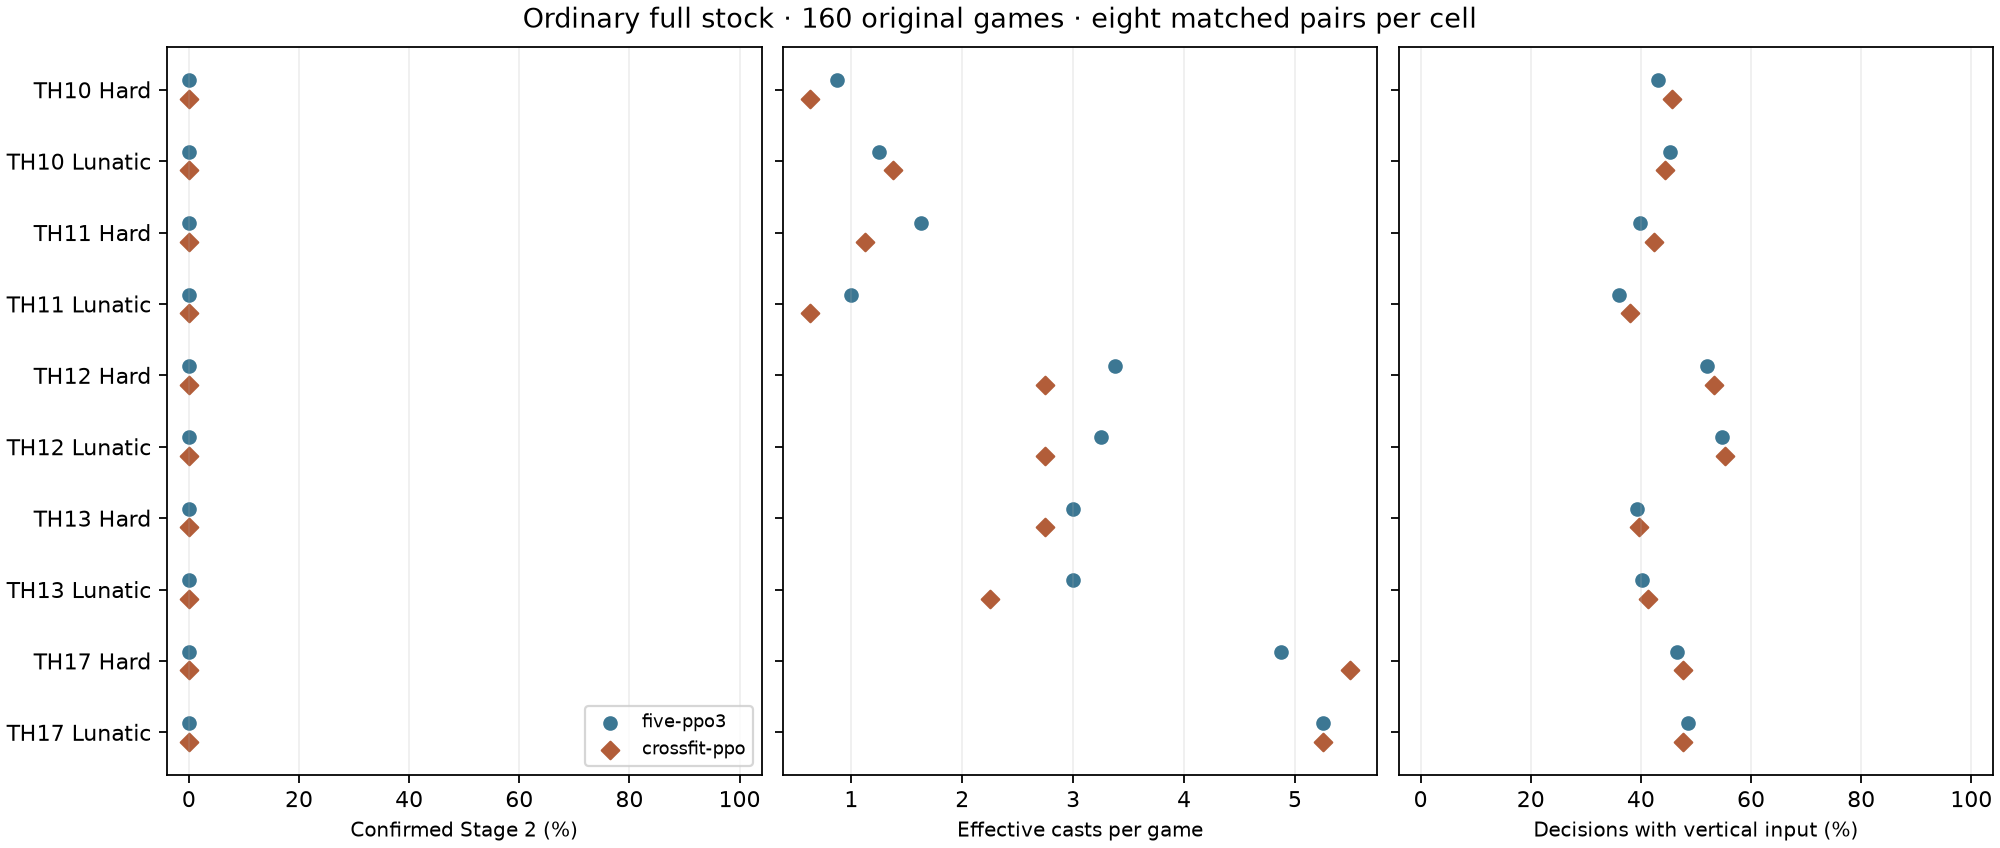 Ordinary full stock · 160 original games · eight matched pairs per cell
TH10 Hard
TH10 Lunatic
TH11 Hard
TH11 Lunatic
TH12 Hard
TH12 Lunatic
TH13 Hard
TH13 Lunatic
TH17 Hard
TH17 Lunatic
five-ppo3
crossfit-ppo
0 20 40 60 80 100
Confirmed Stage 2 (%)
1 2 3 4 5
Effective casts per game
0 20 40 60 80 100
Decisions with vertical input (%)